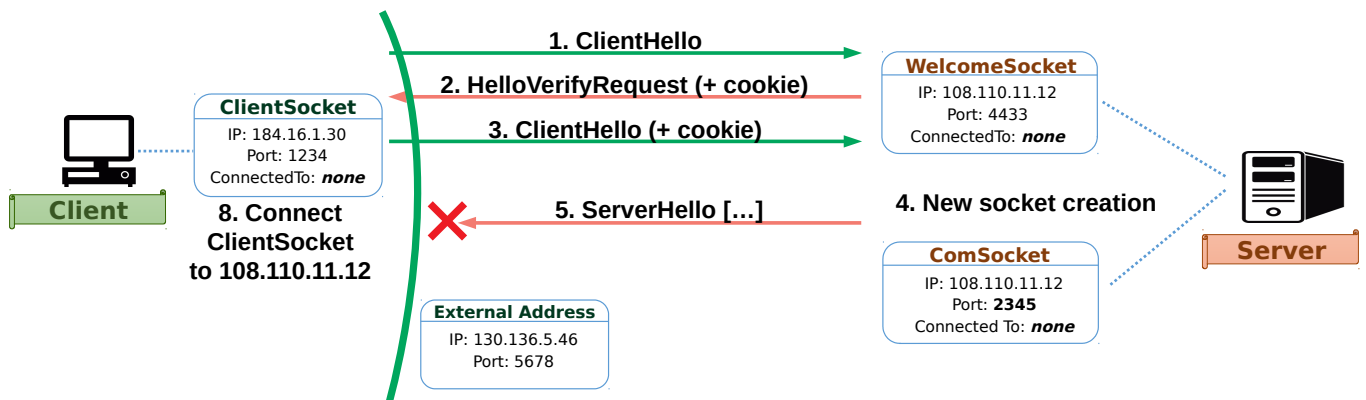 1. ClientHello
2. HelloVerifyRequest (+ cookie)
3. ClientHello (+ cookie)
ClientSocket
IP: 184.16.1.30
Port: 1234
ConnectedTo: none
Client
8. Connect
ClientSocket
to 108.110.11.12
5. ServerHello […]
External Address
IP: 130.136.5.46
Port: 5678
WelcomeSocket
IP: 108.110.11.12
Port: 4433
ConnectedTo: none
4. New socket creation
ComSocket
IP: 108.110.11.12
Port: 2345
Connected To: none
Server